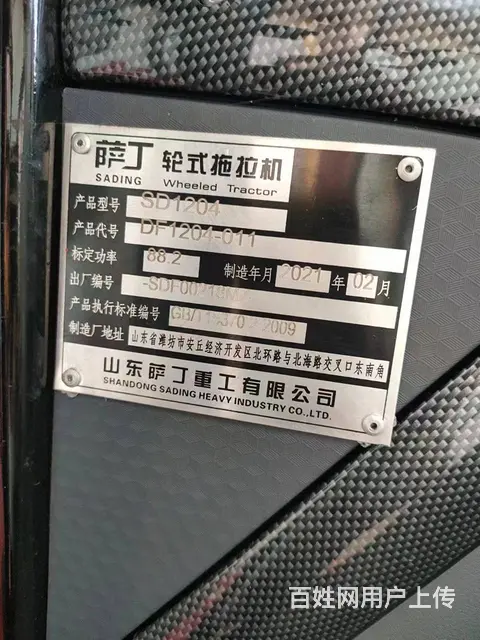 萨丁 轮式拖拉机
SADING Wheeled Tractor
产品型号 SD1204
产品代号 DF1204-011
标定功率 88.2 制造年月 2021 年 02 月
出厂编号
产品执行标准编号 2009
制造厂地址 山东省潍坊市安丘经济开发区北环路与北海路交叉口东南角
山东萨丁重工有限公司
SHANDONG SADING HEAVY INDUSTRY CO.,LTD.
百姓网用户上传